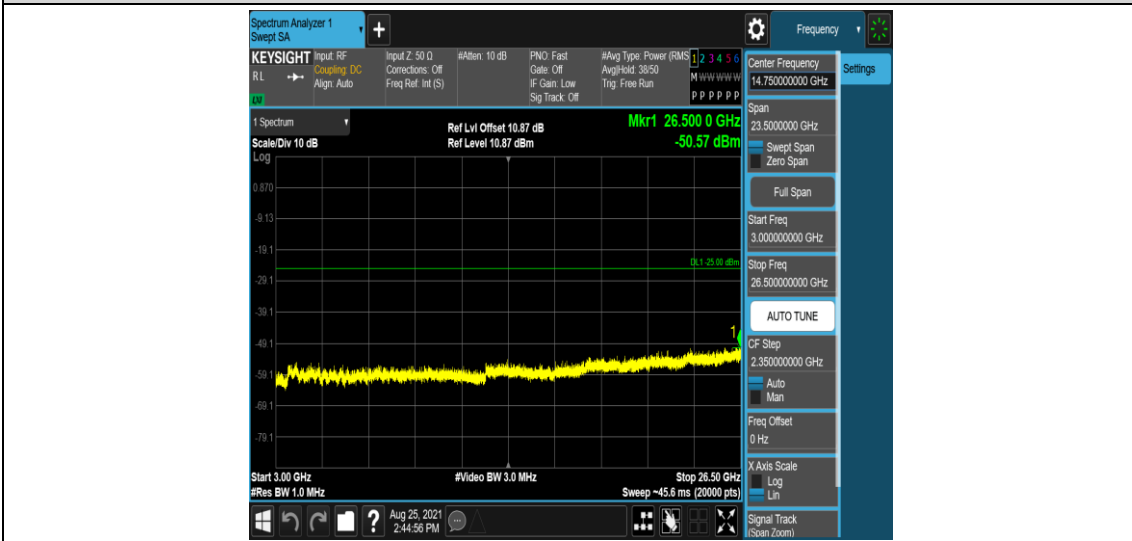 Spectrum Analyzer 1
Swept SA
+
Frequency
KEYSIGHT
RL
LXI
Input: RF
Coupling: DC
Align: Auto
Input Z: 50 Ω
Corrections: Off
Freq Ref: Int (S)
#Atten: 10 dB
PNO: Fast
Gate: Off
IF Gain: Low
Sig Track: Off
#Avg Type: Power (RMS
Avg|Hold: 38/50
Trig: Free Run
1 2 3 4 5 6
M W W W W W
P P P P P P
1 Spectrum
Scale/Div 10 dB
Log
Ref Lvl Offset 10.87 dB
Ref Level 10.87 dBm
Mkr1 26.500 0 GHz
-50.57 dBm
0.870
-9.13
-19.1
DL1 -25.00 dBm
-29.1
-39.1
1
-49.1
-59.1
-69.1
-79.1
Start 3.00 GHz
#Video BW 3.0 MHz
Stop 26.50 GHz
#Res BW 1.0 MHz
Sweep ~45.6 ms (20000 pts)
?
Aug 25, 2021
2:44:56 PM
Center Frequency
14.750000000 GHz
Settings
Span
23.5000000 GHz
Swept Span
Zero Span
Full Span
Start Freq
3.000000000 GHz
Stop Freq
26.500000000 GHz
AUTO TUNE
CF Step
2.350000000 GHz
Auto
Man
Freq Offset
0 Hz
X Axis Scale
Log
Lin
Signal Track
(Span Zoom)